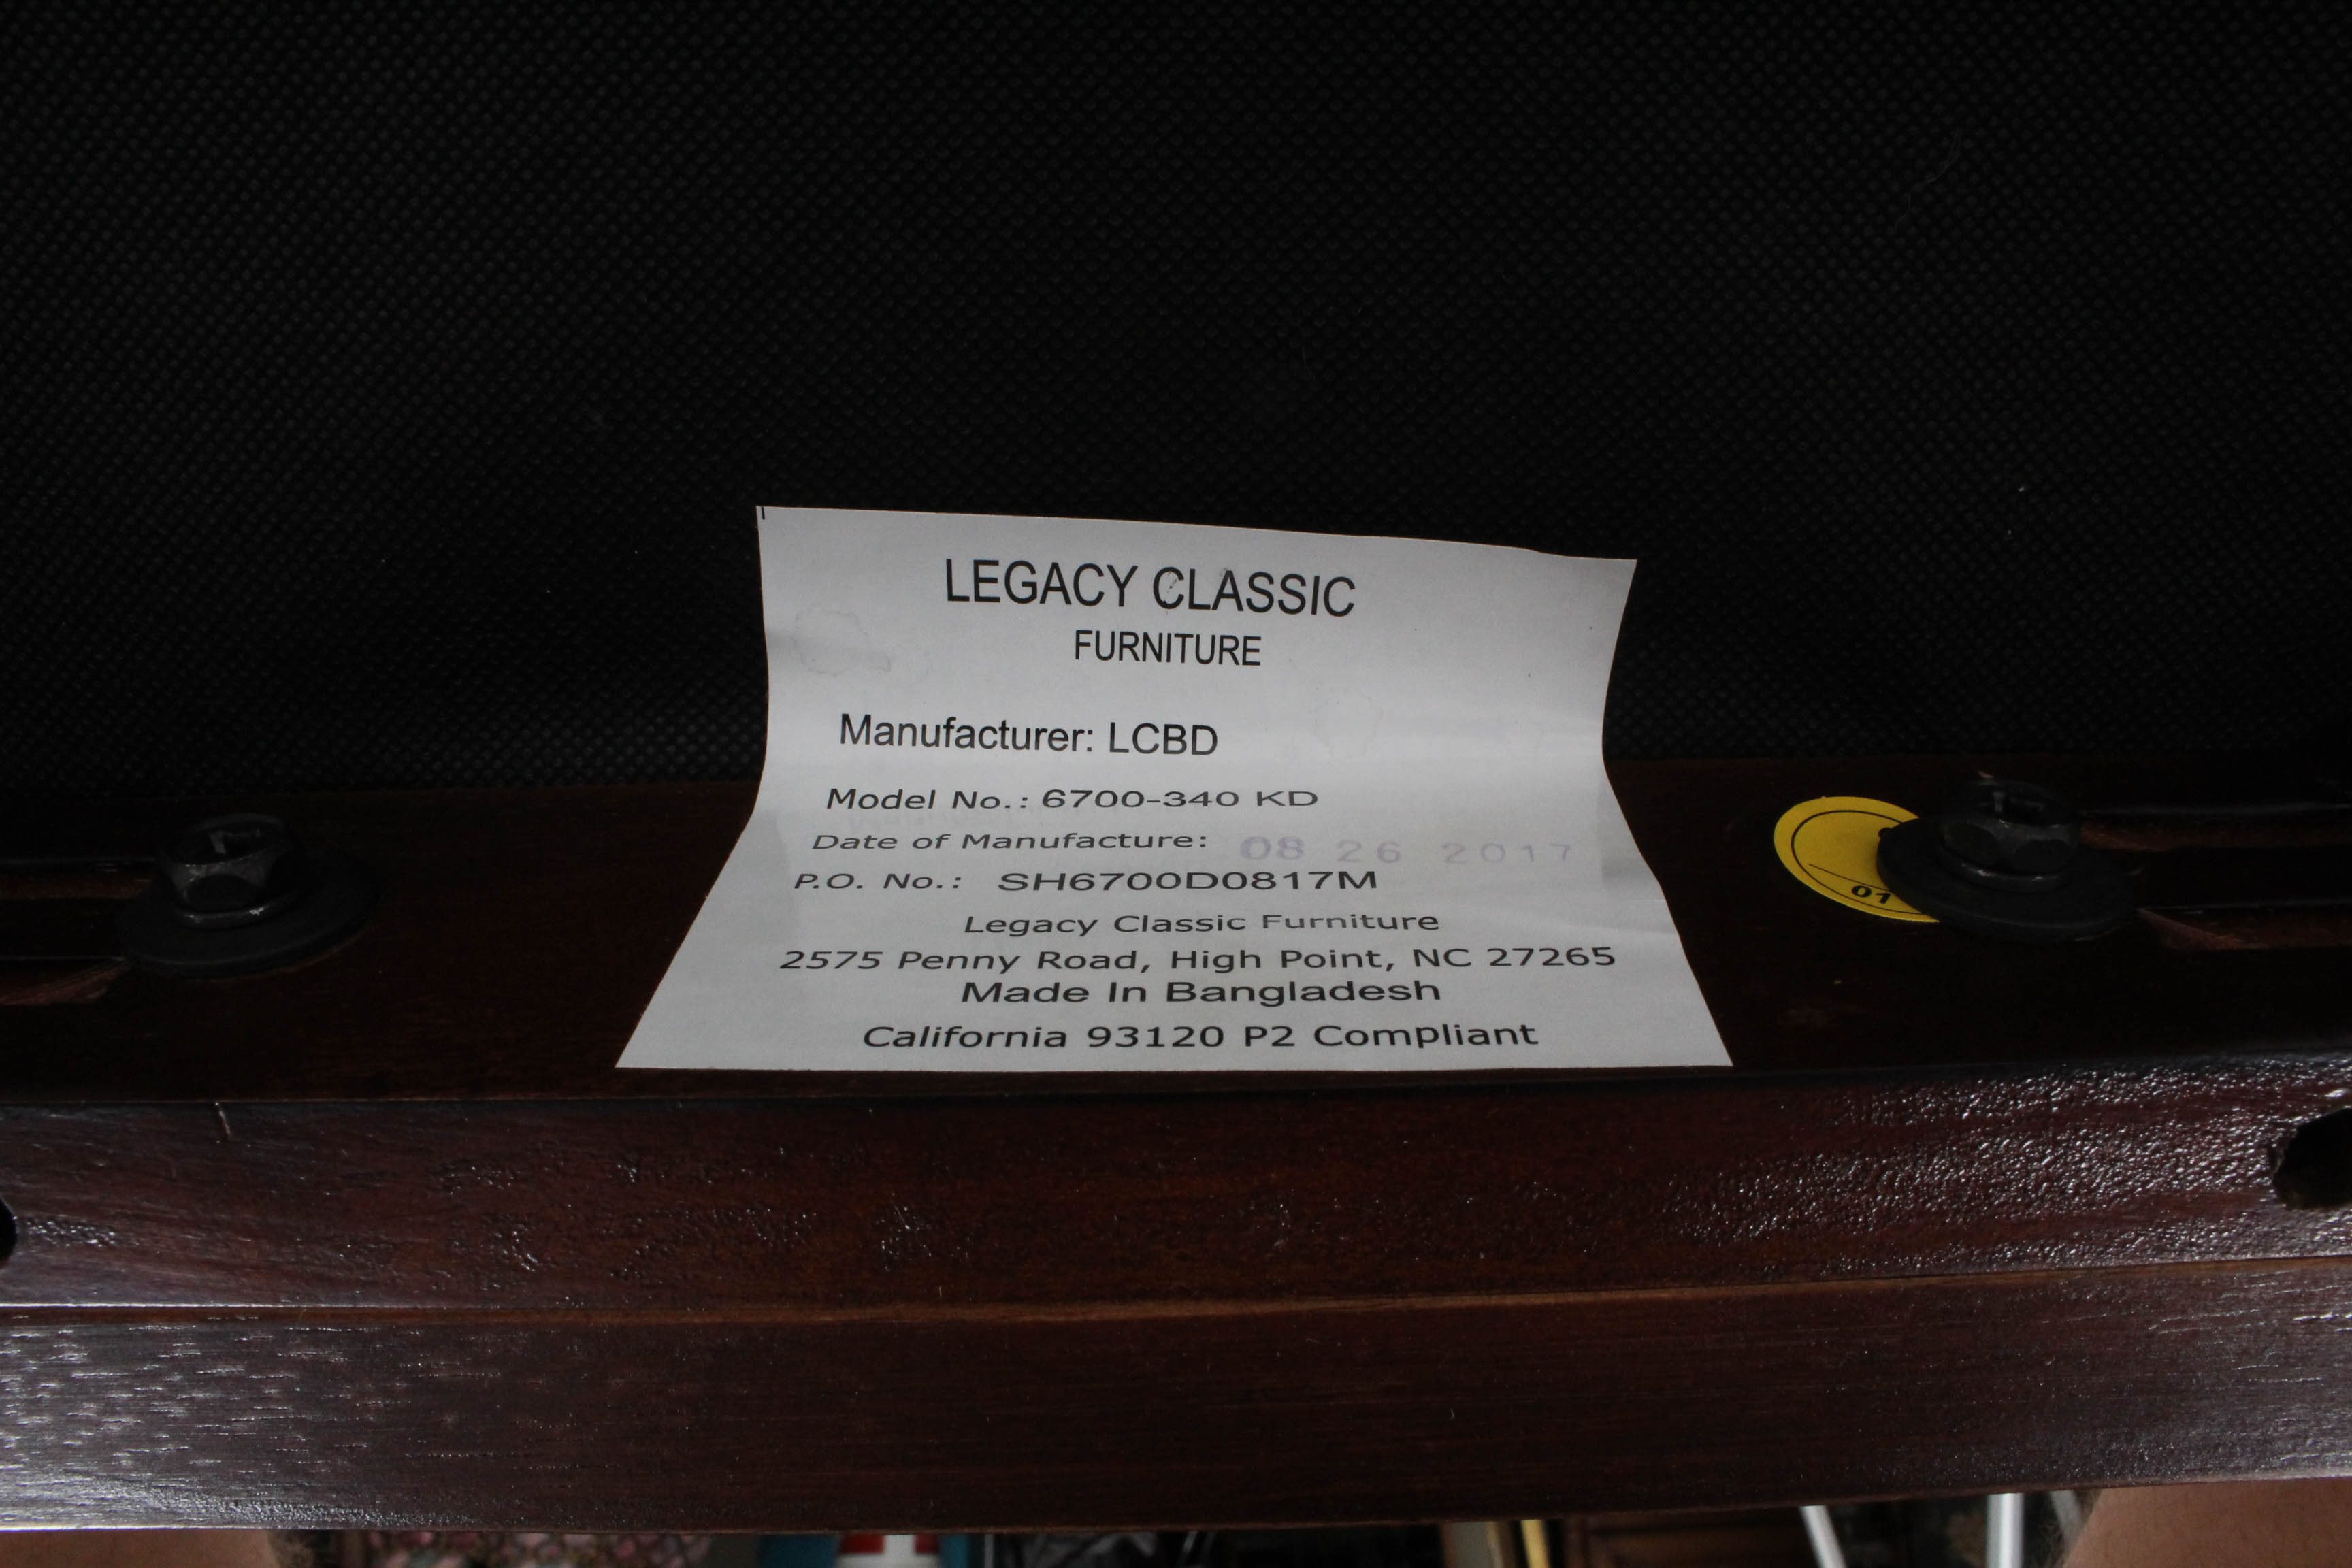 LEGACY CLASSIC
FURNITURE
Manufacturer: LCBD
Model No.: 6700-340 KD
Date of Manufacture: 08 26 2017
P.O. No.: SH6700D0817M
Legacy Classic Furniture
2575 Penny Road, High Point, NC 27265
Made In Bangladesh
California 93120 P2 Compliant
01